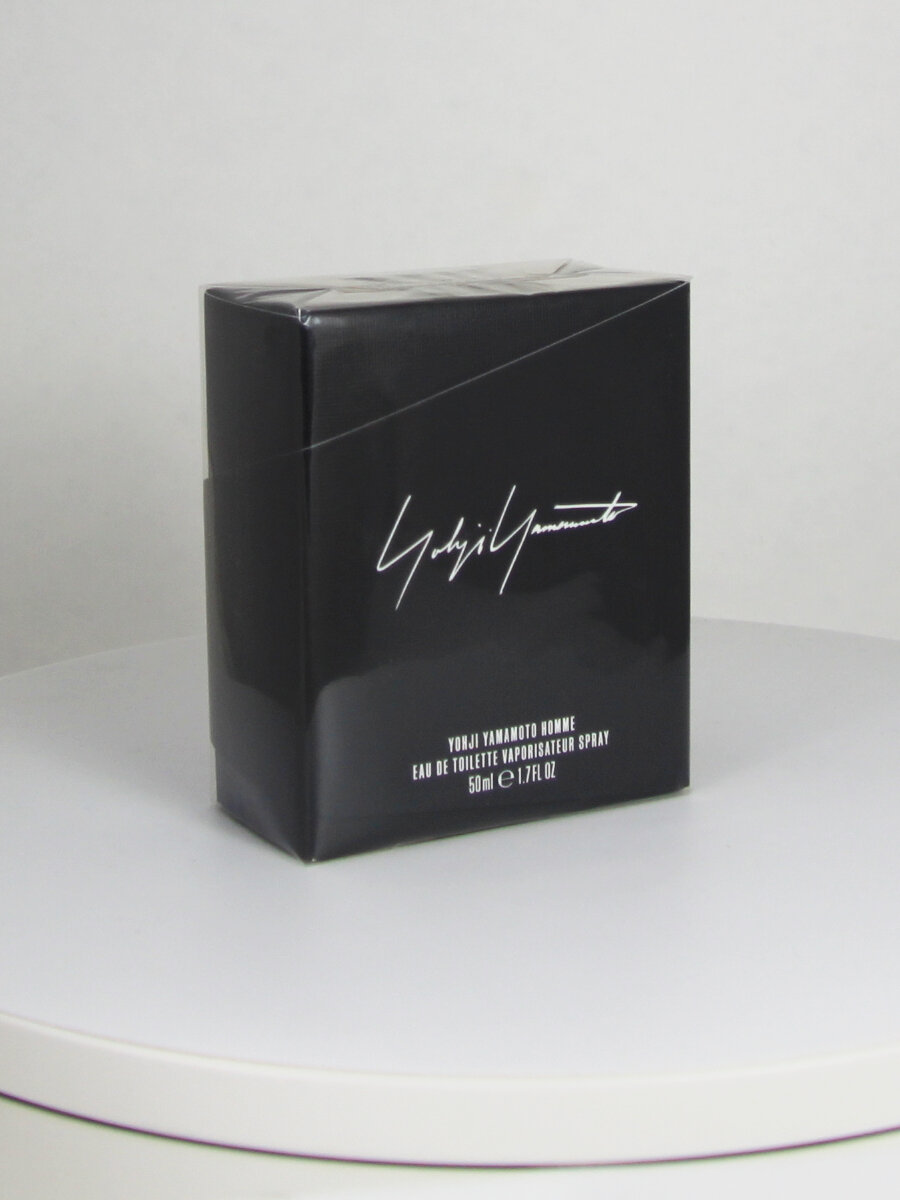 Yohji Yamamoto
YOHJI YAMAMOTO HOMME
EAU DE TOILETTE VAPORISATEUR SPRAY
50ml e 1.7FL OZ